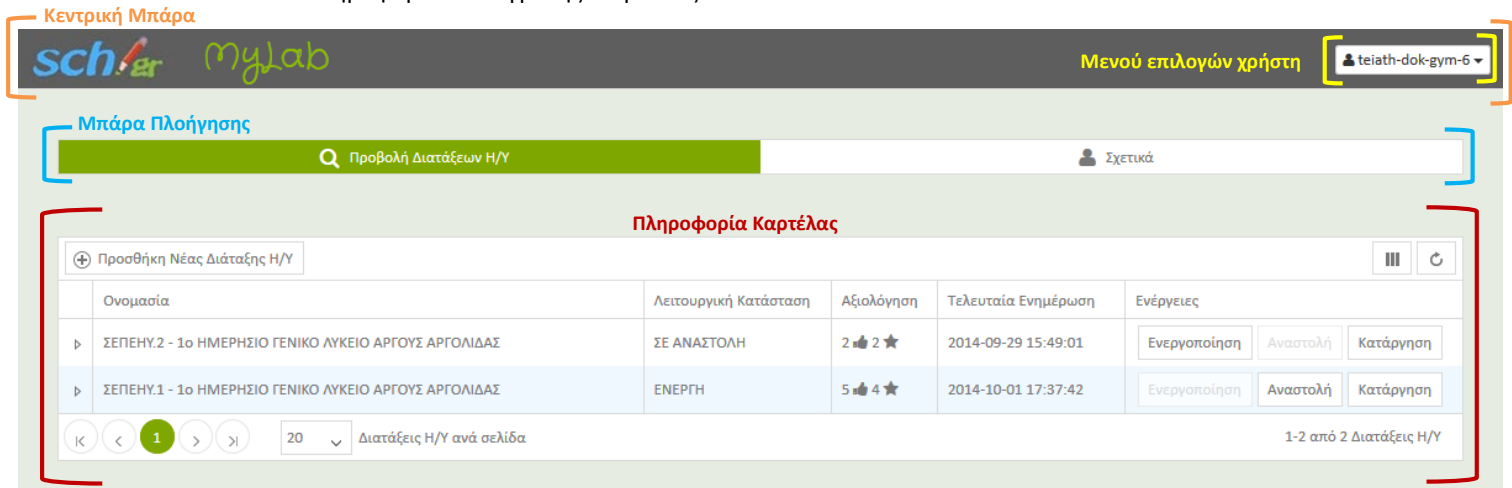 Κεντρική Μπάρα
sch.gr myLab Μενού επιλογών χρήστη teiath-dok-gym-6
Μπάρα Πλοήγησης
Προβολή Διατάξεων Η/Υ Σχετικά
Πληροφορία Καρτέλας
Προσθήκη Νέας Διάταξης Η/Υ
Ονομασία Λειτουργική Κατάσταση Αξιολόγηση Τελευταία Ενημέρωση Ενέργειες
ΣΕΠΕΗΥ.2 - 1ο ΗΜΕΡΗΣΙΟ ΓΕΝΙΚΟ ΛΥΚΕΙΟ ΑΡΓΟΥΣ ΑΡΓΟΛΙΔΑΣ ΣΕ ΑΝΑΣΤΟΛΗ 2 2 2014-09-29 15:49:01 Ενεργοποίηση Αναστολή Κατάργηση
ΣΕΠΕΗΥ.1 - 1ο ΗΜΕΡΗΣΙΟ ΓΕΝΙΚΟ ΛΥΚΕΙΟ ΑΡΓΟΥΣ ΑΡΓΟΛΙΔΑΣ ΕΝΕΡΓΗ 5 4 2014-10-01 17:37:42 Ενεργοποίηση Αναστολή Κατάργηση
1 20 Διατάξεις Η/Υ ανά σελίδα 1-2 από 2 Διατάξεις Η/Υ